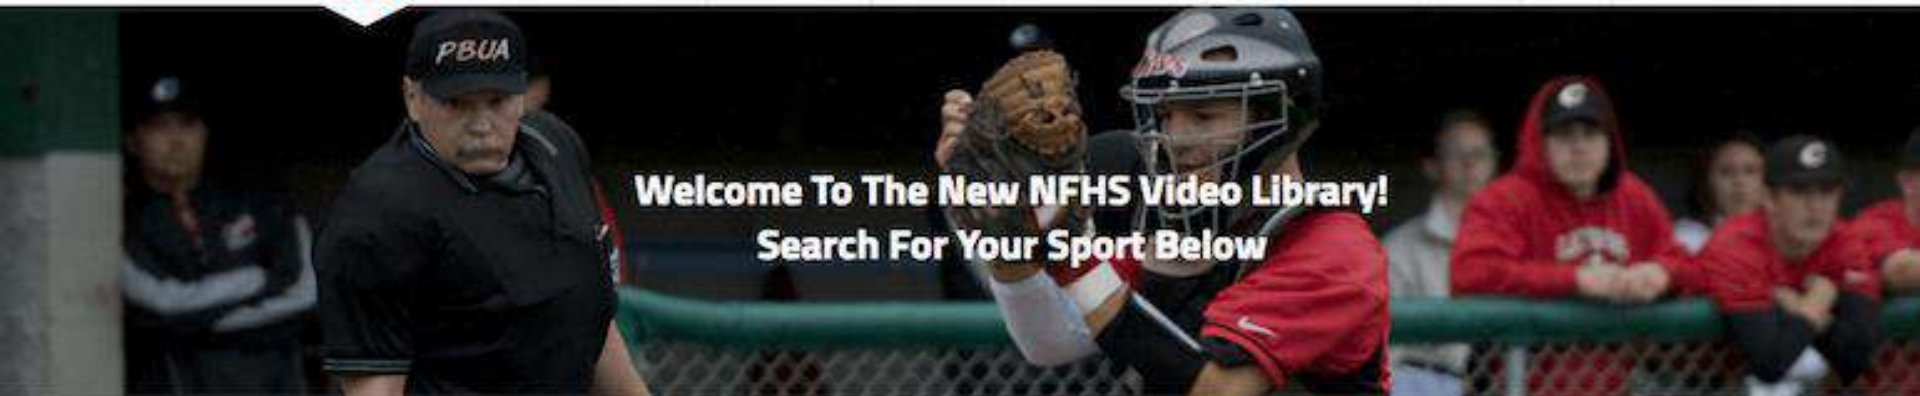 PBUA
Welcome To The New NFHS Video Library!
Search For Your Sport Below